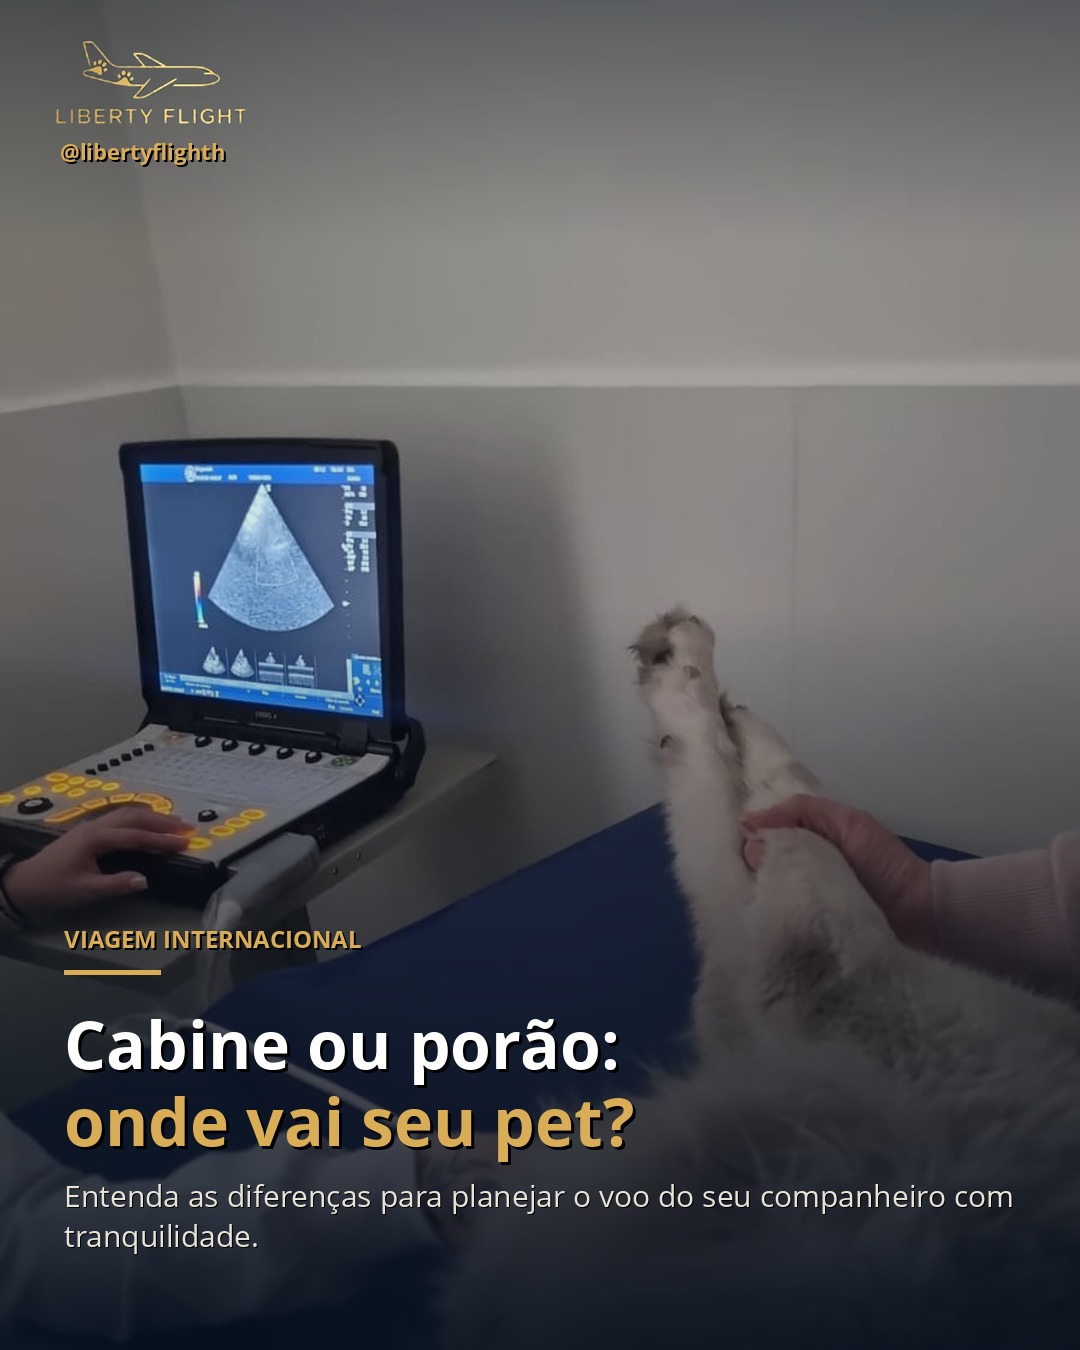 LIBERTY FLIGHT
@libertyflighth
VIAGEM INTERNACIONAL
Cabine ou porão:
onde vai seu pet?
Entenda as diferenças para planejar o voo do seu companheiro com
tranquilidade.